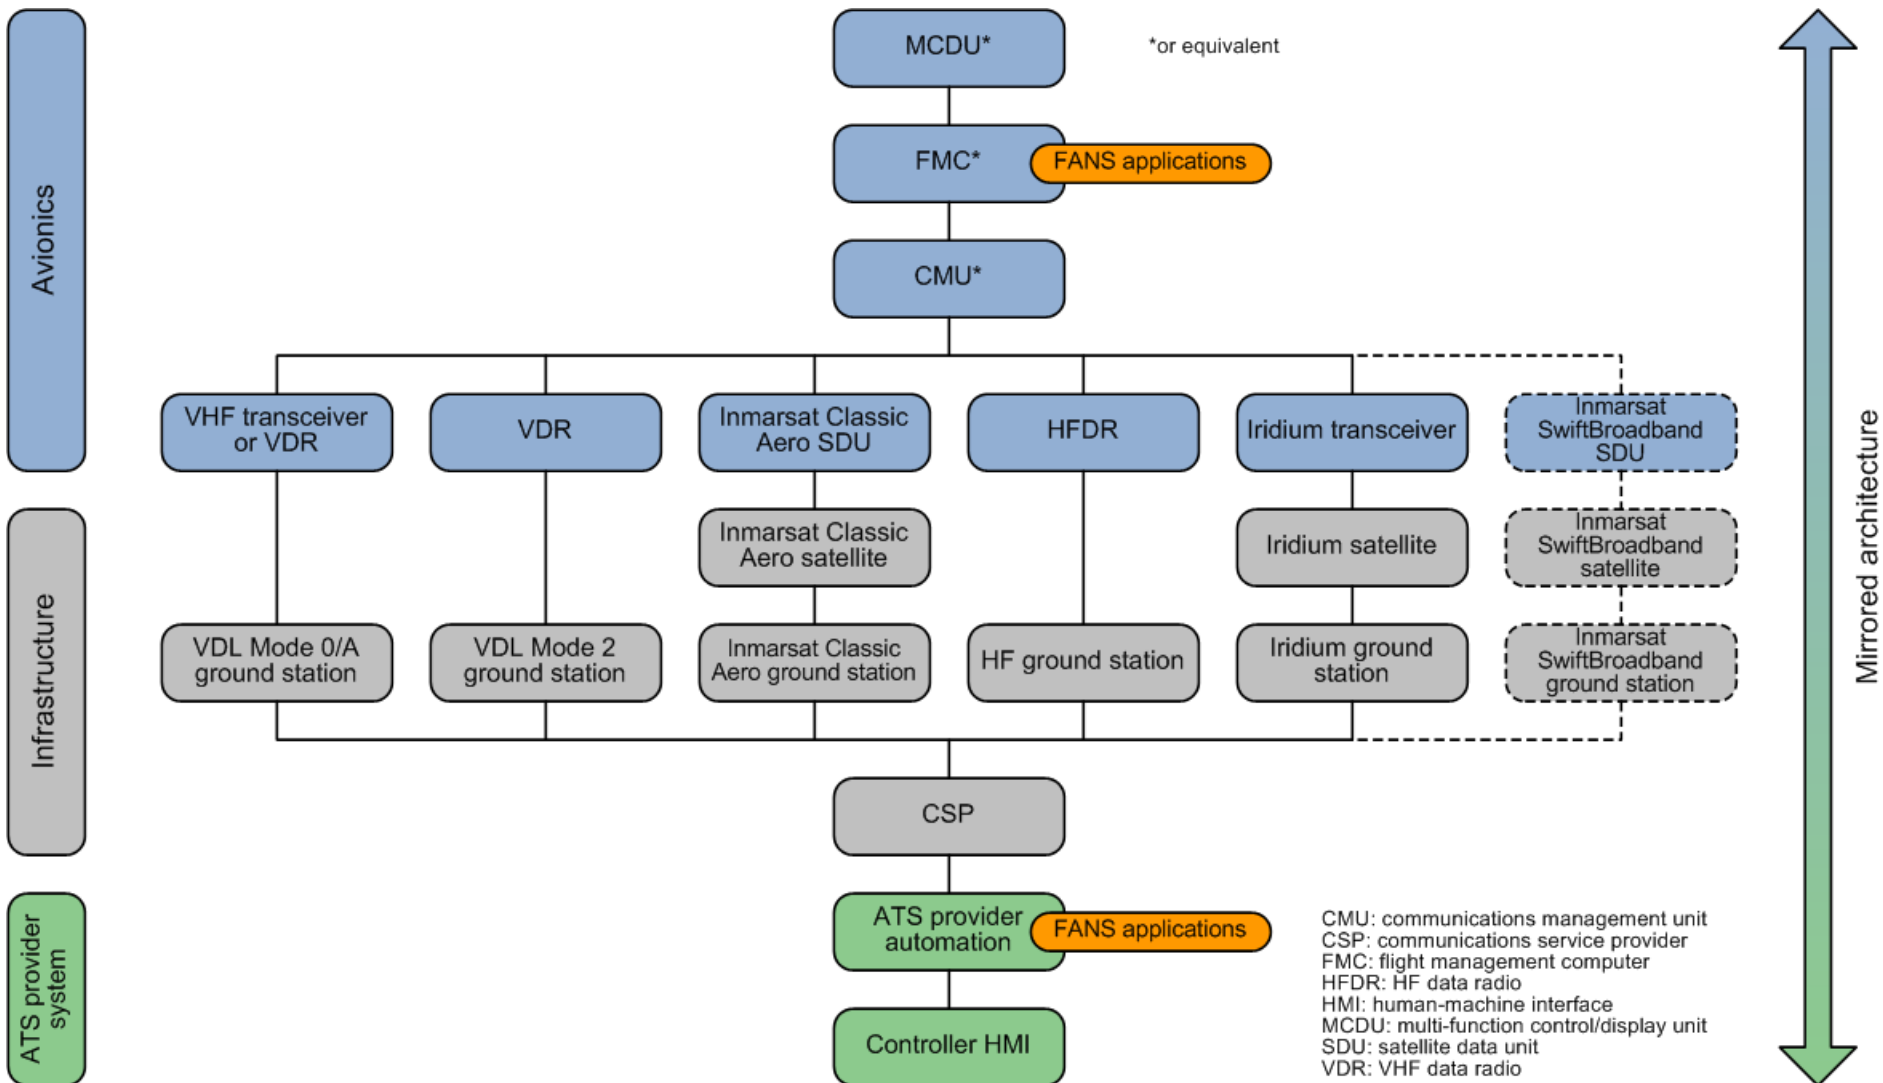 MCDU*
*or equivalent
FMC*
FANS applications
CMU*
Avionics
VHF transceiver
or VDR
VDR
Inmarsat Classic
Aero SDU
HFDR
Iridium transceiver
Inmarsat
SwiftBroadband
SDU
Inmarsat Classic
Aero satellite
Iridium satellite
Inmarsat
SwiftBroadband
satellite
Infrastructure
VDL Mode 0/A
ground station
VDL Mode 2
ground station
Inmarsat Classic
Aero ground station
HF ground station
Iridium ground
station
Inmarsat
SwiftBroadband
ground station
Mirrored architecture
CSP
ATS provider
system
ATS provider
automation
FANS applications
Controller HMI
CMU: communications management unit
CSP: communications service provider
FMC: flight management computer
HFDR: HF data radio
HMI: human-machine interface
MCDU: multi-function control/display unit
SDU: satellite data unit
VDR: VHF data radio